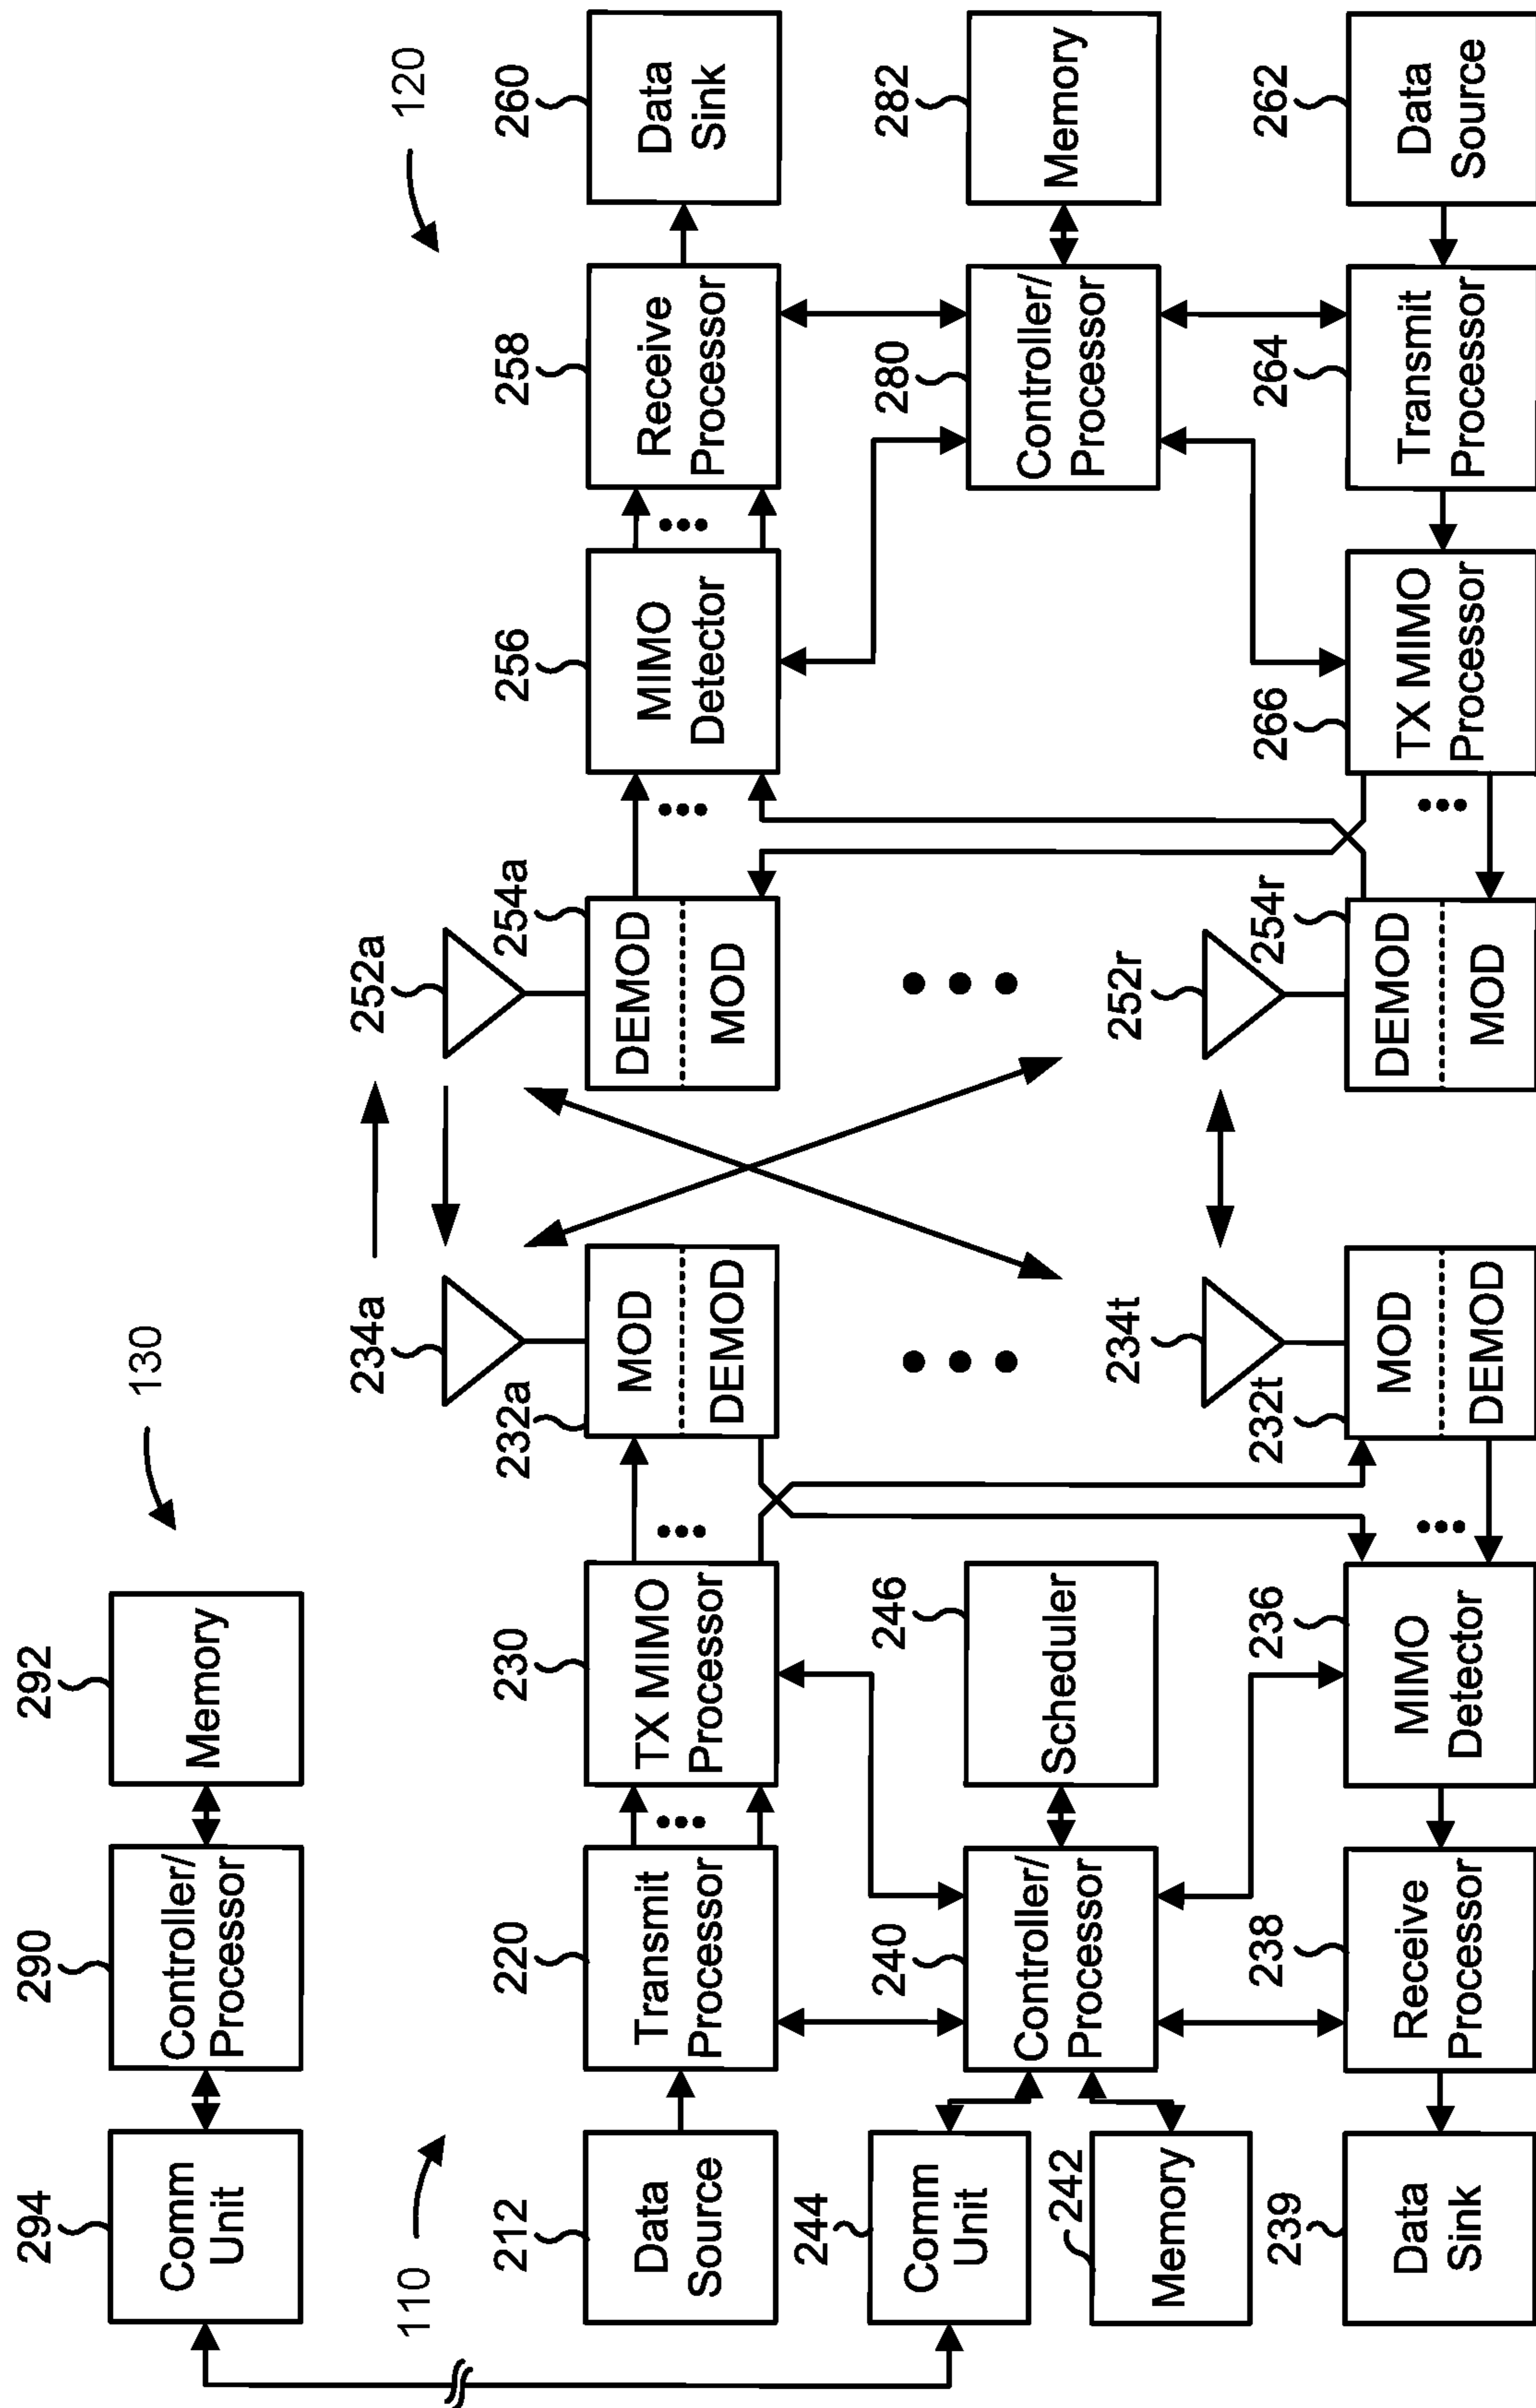 294
Comm
Unit
290
Controller/
Processor
292
Memory
130
110
120
212
Data
Source
220
Transmit
Processor
230
TX MIMO
Processor
232a
MOD
DEMOD
234a
252a
254a
DEMOD
MOD
256
MIMO
Detector
258
Receive
Processor
260
Data
Sink
244
Comm
Unit
242
Memory
240
Controller/
Processor
246
Scheduler
280
Controller/
Processor
282
Memory
239
Data
Sink
238
Receive
Processor
236
MIMO
Detector
232t
MOD
DEMOD
234t
252r
254r
DEMOD
MOD
266
TX MIMO
Processor
264
Transmit
Processor
262
Data
Source